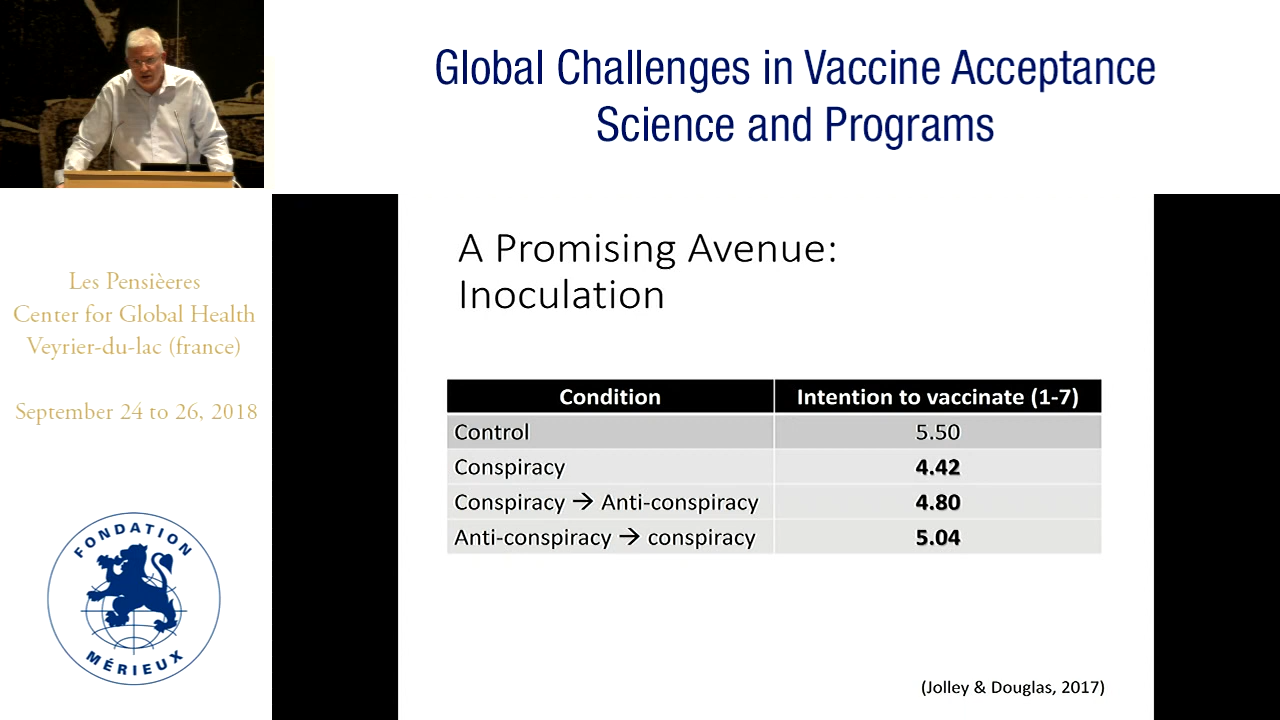 Global Challenges in Vaccine Acceptance
Science and Programs
Les Pensièeres
Center for Global Health
Veyrier-du-lac (france)
September 24 to 26, 2018
FONDATION
MÉRIEUX
A Promising Avenue:
Inoculation
Condition Intention to vaccinate (1-7)
Control 5.50
Conspiracy 4.42
Conspiracy → Anti-conspiracy 4.80
Anti-conspiracy → conspiracy 5.04
(Jolley & Douglas, 2017)